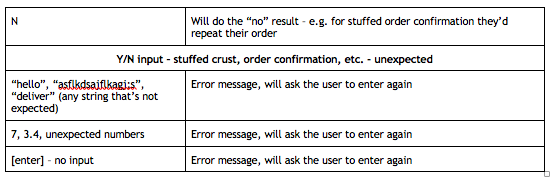 N
Will do the “no” result – e.g. for stuffed order confirmation they’d
repeat their order
Y/N input – stuffed crust, order confirmation, etc. – unexpected
“hello”, “asflkdsajflkagj;s”,
“deliver” (any string that’s not
expected)
Error message, will ask the user to enter again
7, 3.4, unexpected numbers
Error message, will ask the user to enter again
[enter] – no input
Error message, will ask the user to enter again